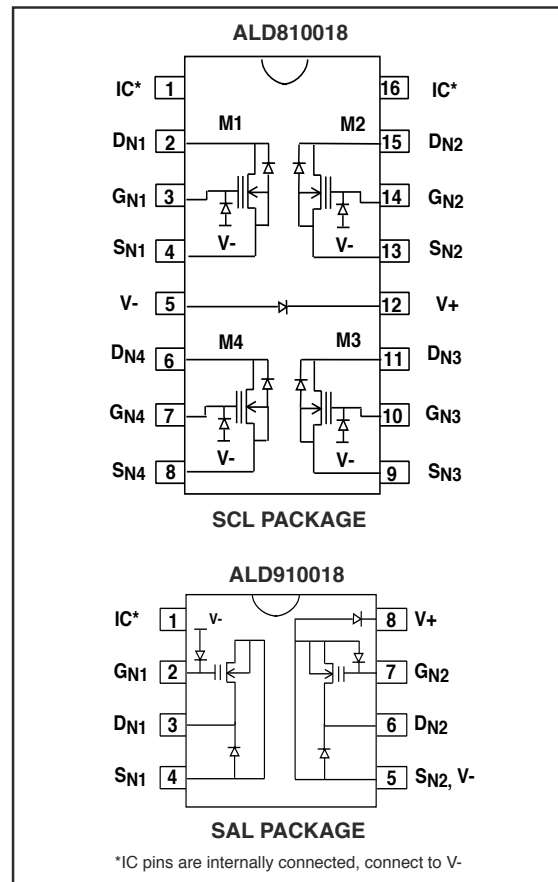 ALD810018
IC* 1 16 IC*
M1 M2
DN1 2 15 DN2
GN1 3 14 GN2
V- V-
SN1 4 13 SN2
V- 5 12 V+
M4 M3
DN4 6 11 DN3
GN4 7 10 GN3
V- V-
SN4 8 9 SN3
SCL PACKAGE
ALD910018
IC* 1 V- 8 V+
GN1 2 7 GN2
DN1 3 6 DN2
SN1 4 5 SN2, V-
SAL PACKAGE
*IC pins are internally connected, connect to V-